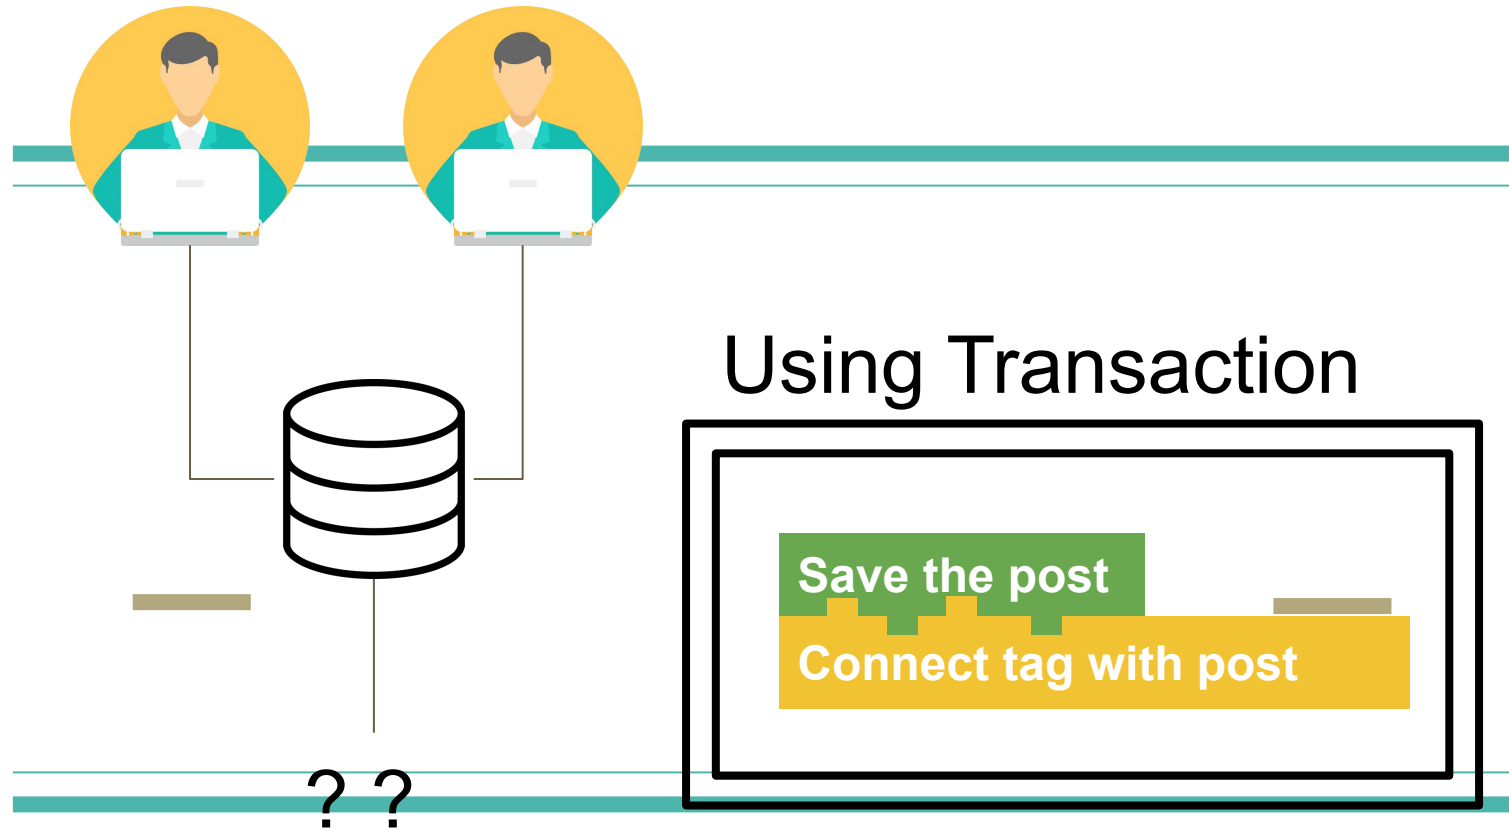 Using Transaction
Save the post
Connect tag with post
? ?